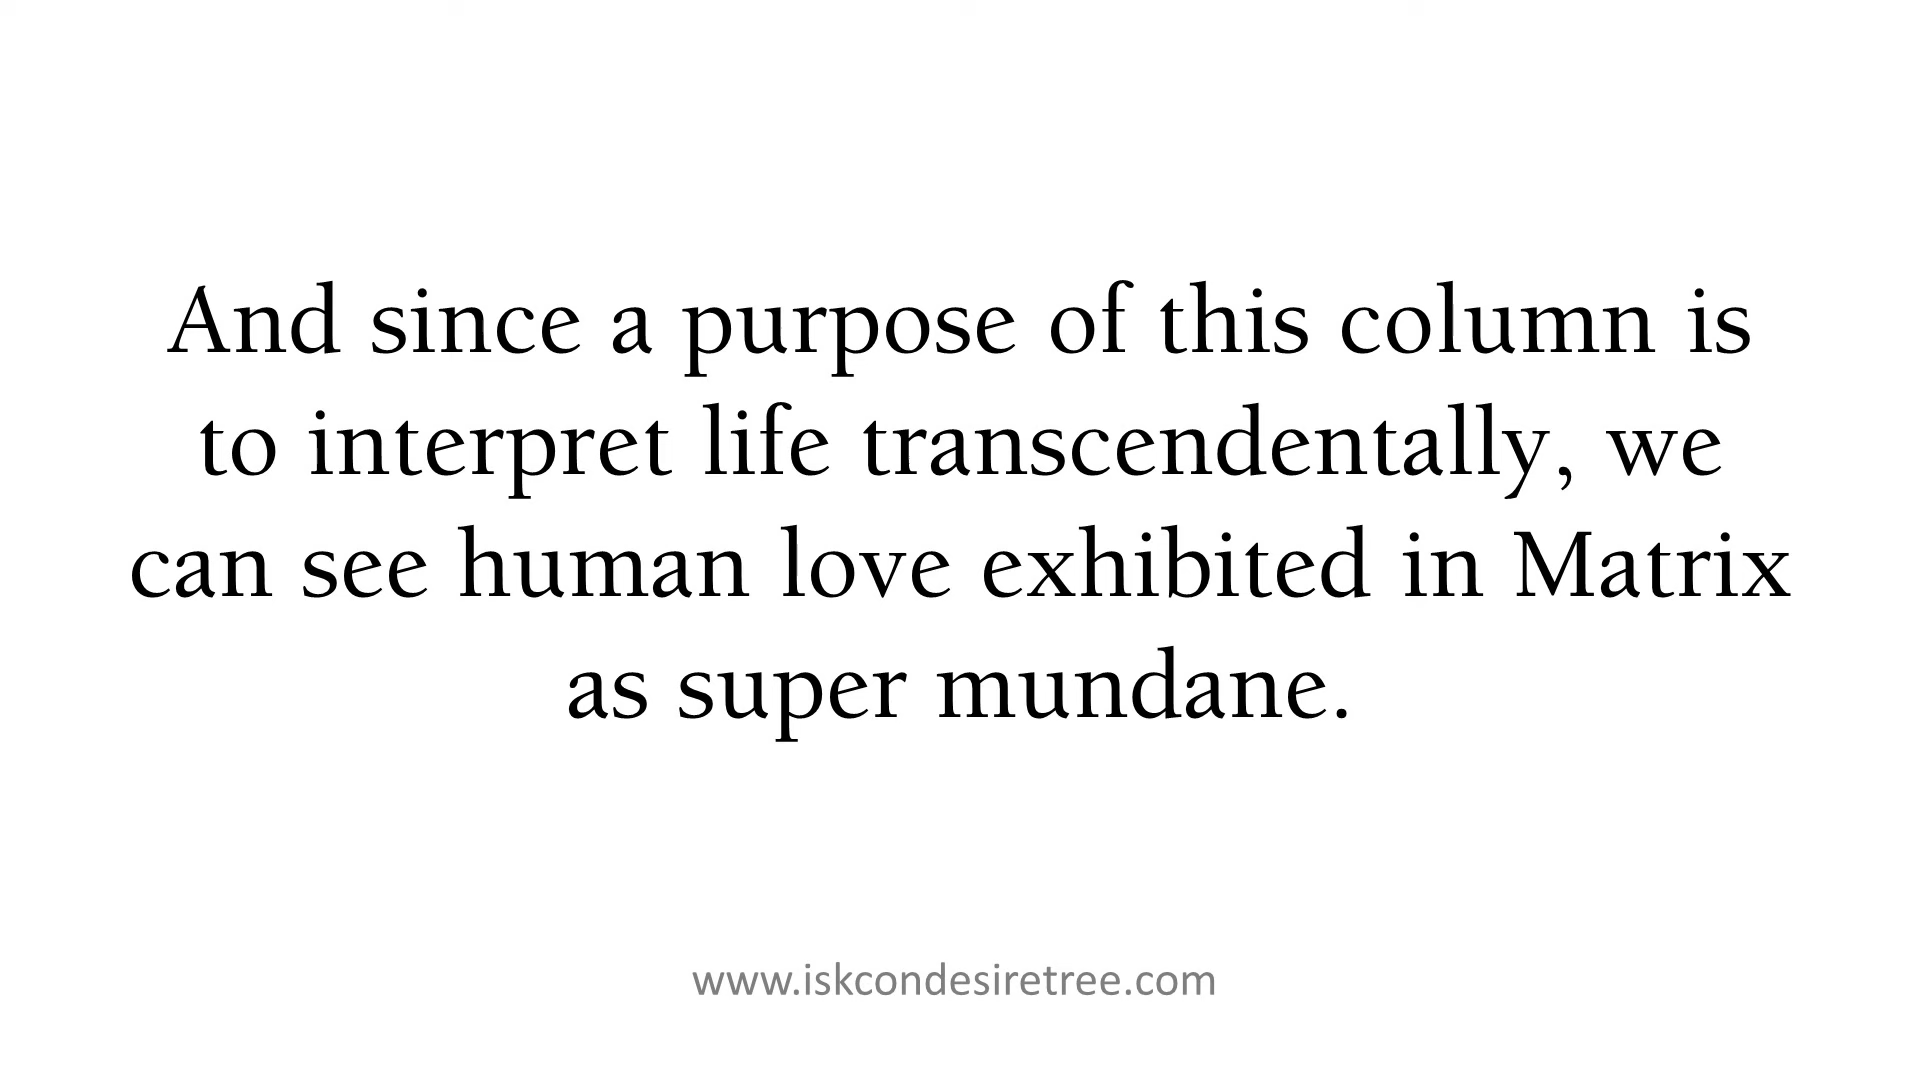 And since a purpose of this column is
to interpret life transcendentally, we
can see human love exhibited in Matrix
as super mundane.
www.iskcondesiretree.com